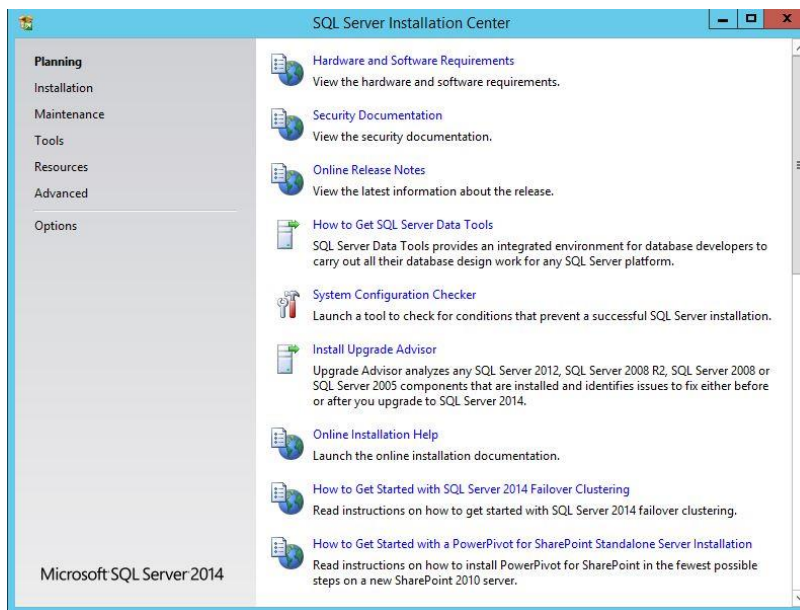 SQL Server Installation Center
Planning
Installation
Maintenance
Tools
Resources
Advanced
Options
Microsoft SQL Server 2014
Hardware and Software Requirements
View the hardware and software requirements.
Security Documentation
View the security documentation.
Online Release Notes
View the latest information about the release.
How to Get SQL Server Data Tools
SQL Server Data Tools provides an integrated environment for database developers to
carry out all their database design work for any SQL Server platform.
System Configuration Checker
Launch a tool to check for conditions that prevent a successful SQL Server installation.
Install Upgrade Advisor
Upgrade Advisor analyzes any SQL Server 2012, SQL Server 2008 R2, SQL Server 2008 or
SQL Server 2005 components that are installed and identifies issues to fix either before
or after you upgrade to SQL Server 2014.
Online Installation Help
Launch the online installation documentation.
How to Get Started with SQL Server 2014 Failover Clustering
Read instructions on how to get started with SQL Server 2014 failover clustering.
How to Get Started with a PowerPivot for SharePoint Standalone Server Installation
Read instructions on how to install PowerPivot for SharePoint in the fewest possible
steps on a new SharePoint 2010 server.